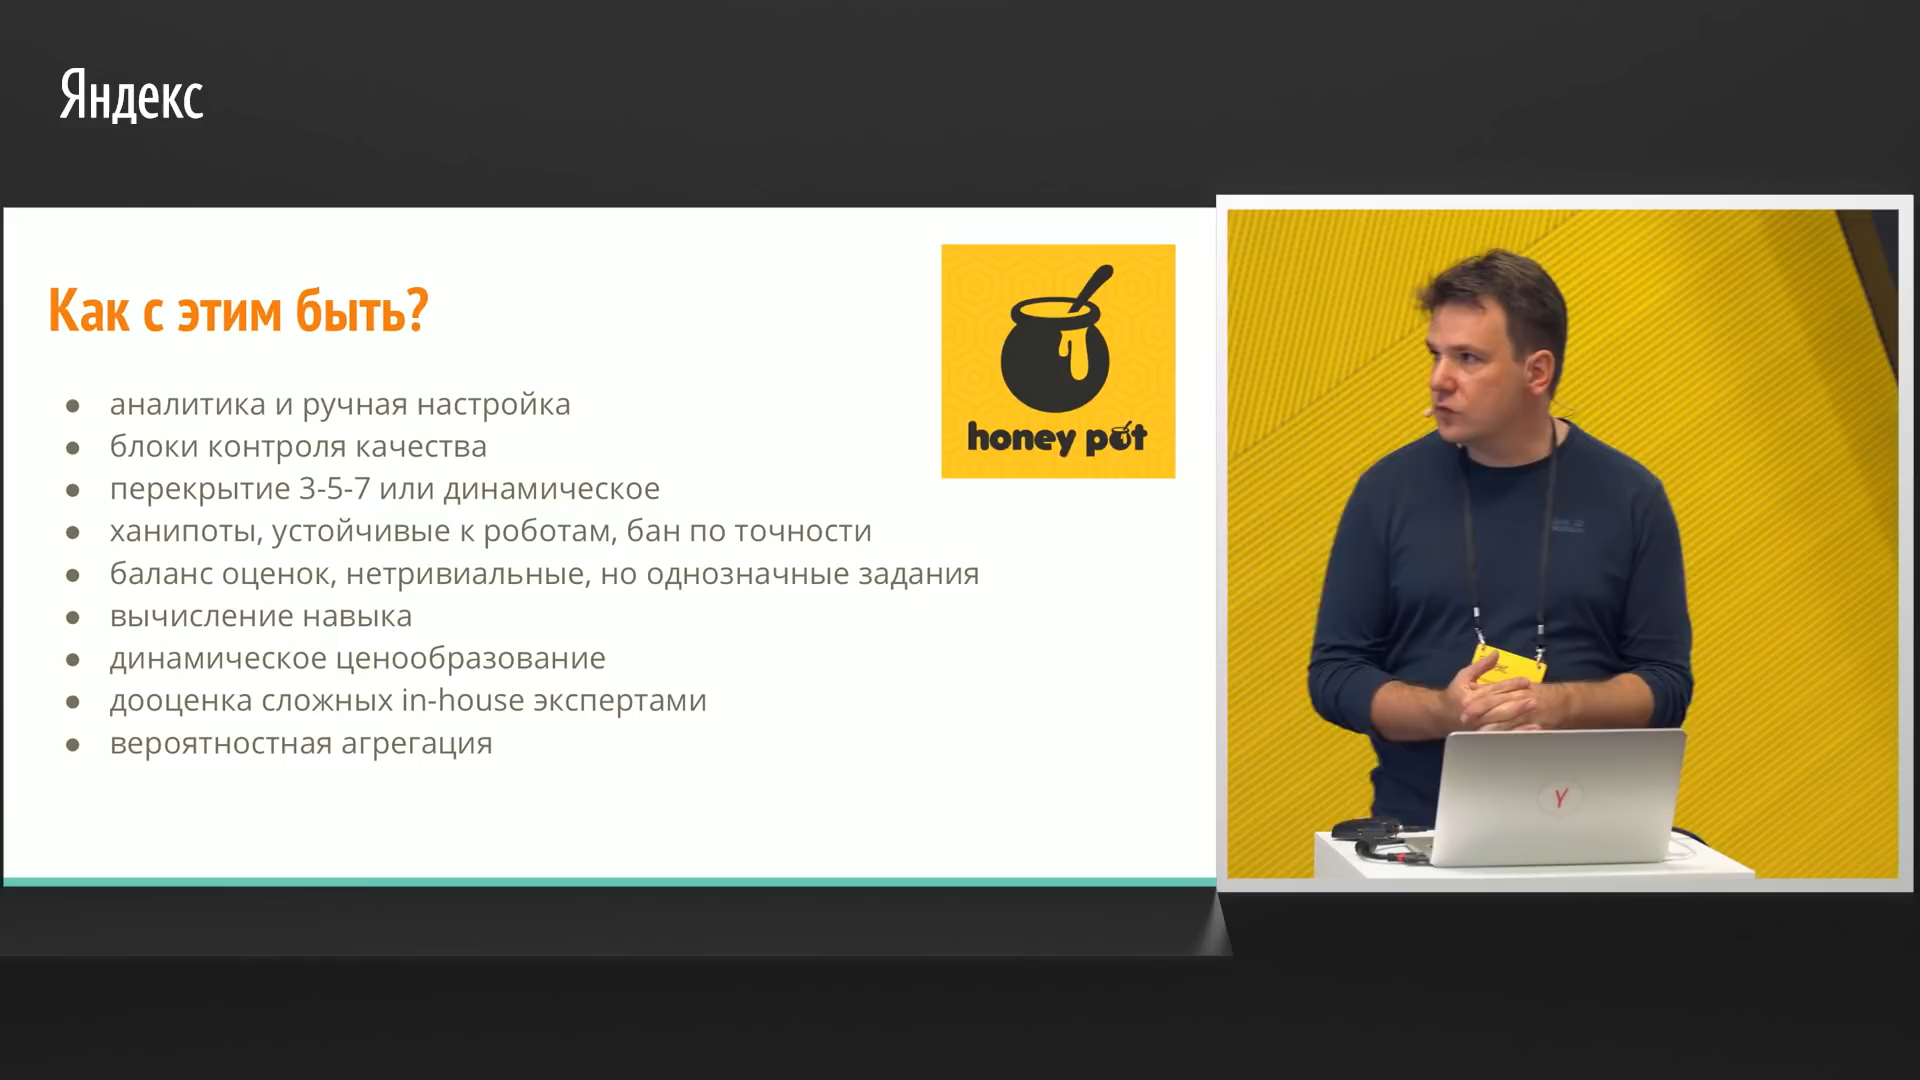 Яндекс
Как с этим быть?
● аналитика и ручная настройка
● блоки контроля качества
● перекрытие 3-5-7 или динамическое
● ханипоты, устойчивые к роботам, бан по точности
● баланс оценок, нетривиальные, но однозначные задания
● вычисление навыка
● динамическое ценообразование
● дооценка сложных in-house экспертами
● вероятностная агрегация
honey pot
Y